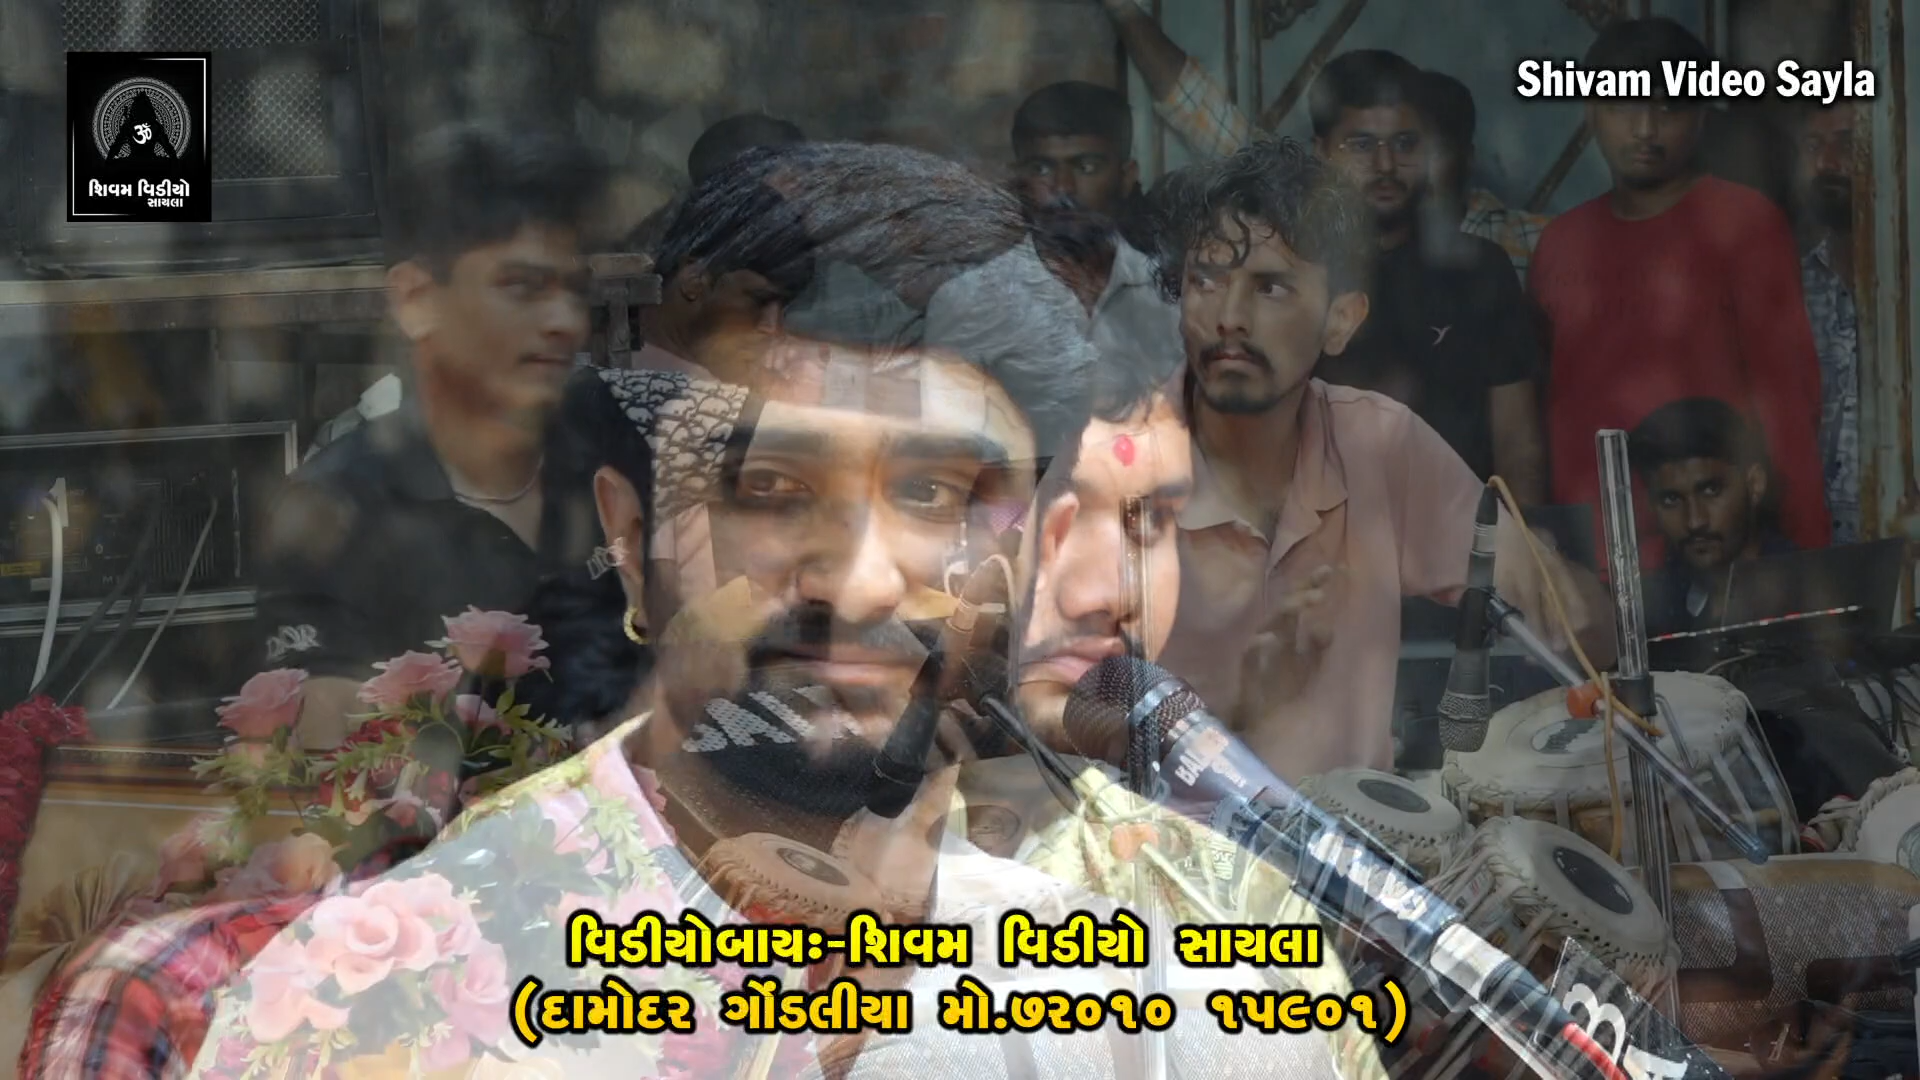 ૐ
શિવમ વિડીયો
સાયલા
Shivam Video Sayla
વિડીયોબાયઃ-શિવમ વિડીયો સાયલા
(દામોદર ગોંડલીયા મો.૭૨૦૧૦ ૧૫૯૦૧)